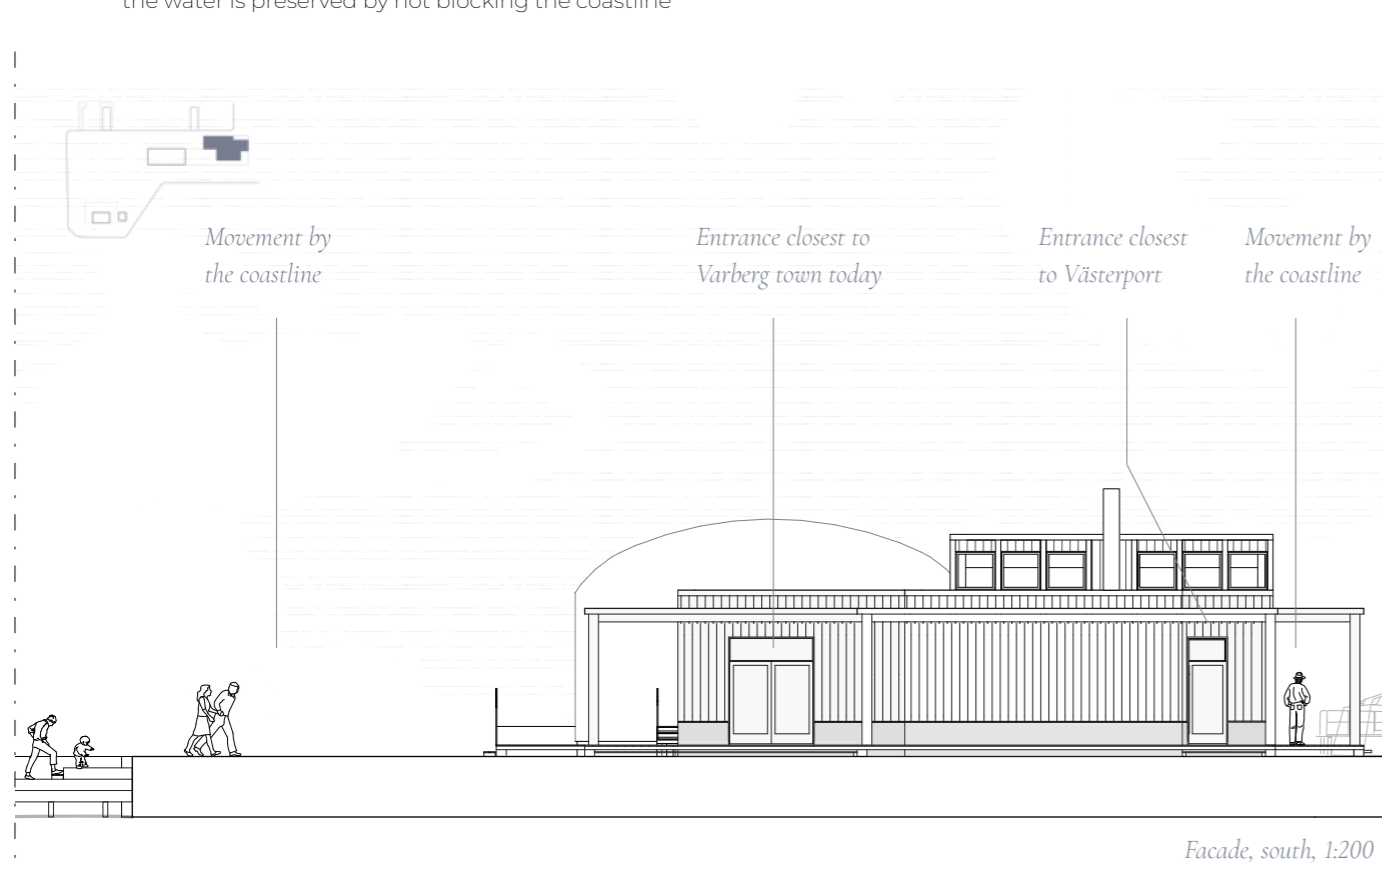 the water is preserved by not blocking the coastline
Movement by
the coastline
Entrance closest to
Varberg town today
Entrance closest
to Västerport
Movement by
the coastline
Facade, south, 1:200